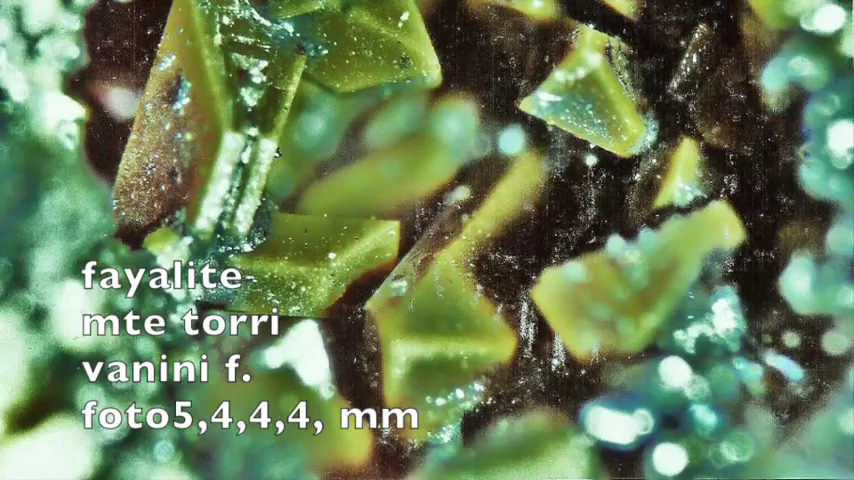 fayalite
mte torri
vanini f.
foto5,4,4,4, mm